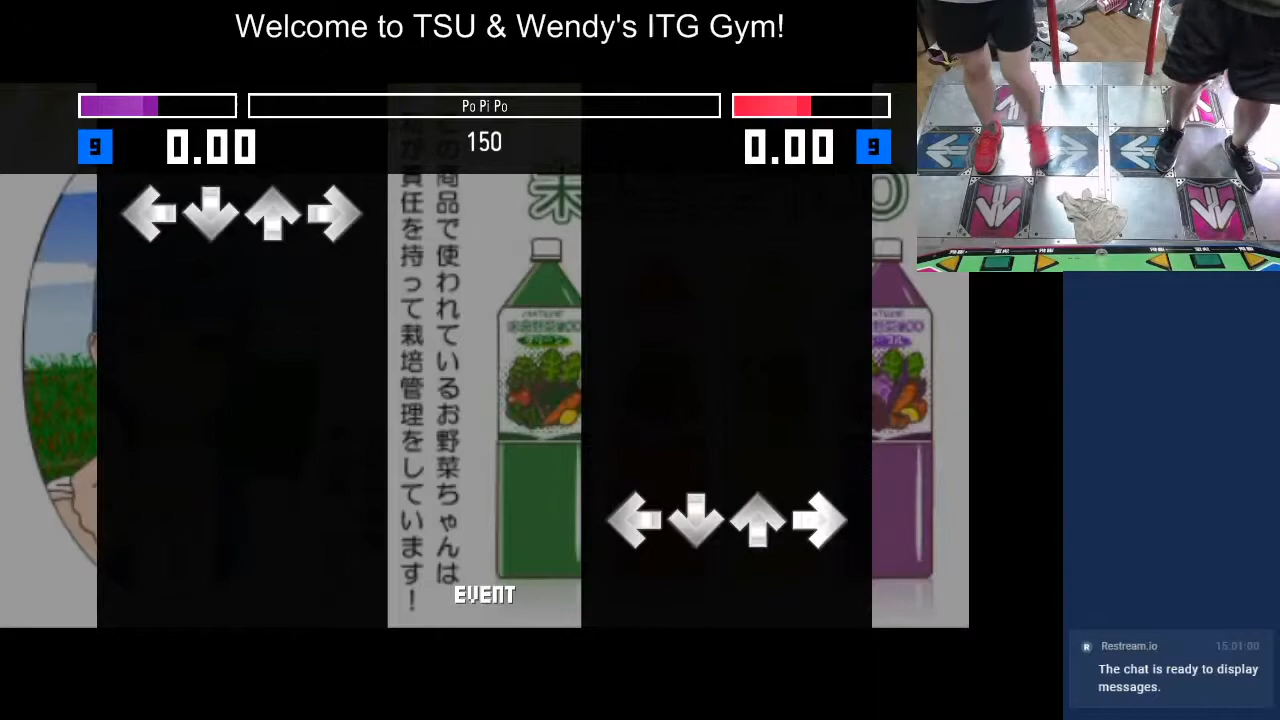 Welcome to TSU & Wendy's ITG Gym!
Po Pi Po
9
0.00
150
0.00
9
この商品で使われているお野菜ちゃんは
私が責任を持って栽培管理をしています！
EVENT
Restream.io
15:01:00
The chat is ready to display
messages.